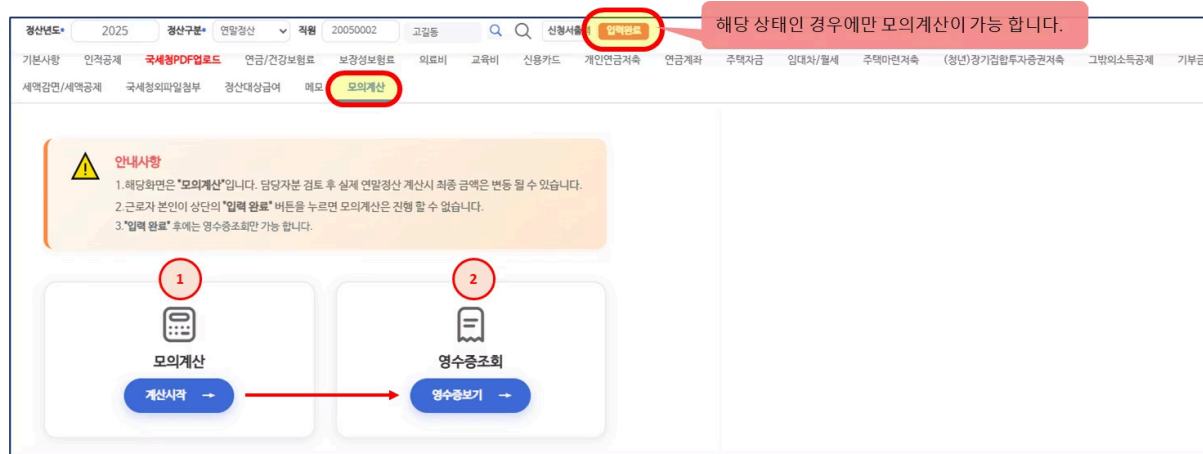 정산년도• 2025 정산구분• 연말정산 직원 20050002 고길동 신청서출 입력완료
해당 상태인 경우에만 모의계산이 가능 합니다.
기본사항 인적공제 국세청PDF업로드 연금/건강보험료 보장성보험료 의료비 교육비 신용카드 개인연금저축 연금계좌 주택자금 임대차/월세 주택마련저축 (청년)장기집합투자증권저축 그밖의소득공제 기부금
세액감면/세액공제 국세청외파일첨부 정산대상급여 메모 모의계산
안내사항
1.해당화면은 "모의계산"입니다. 담당자분 검토 후 실제 연말정산 계산시 최종 금액은 변동 될 수 있습니다.
2.근로자 본인이 상단의 "입력 완료" 버튼을 누르면 모의계산은 진행 할 수 없습니다.
3."입력 완료" 후에는 영수증조회만 가능 합니다.
1 2
모의계산 영수증조회
계산시작 → 영수증보기 →